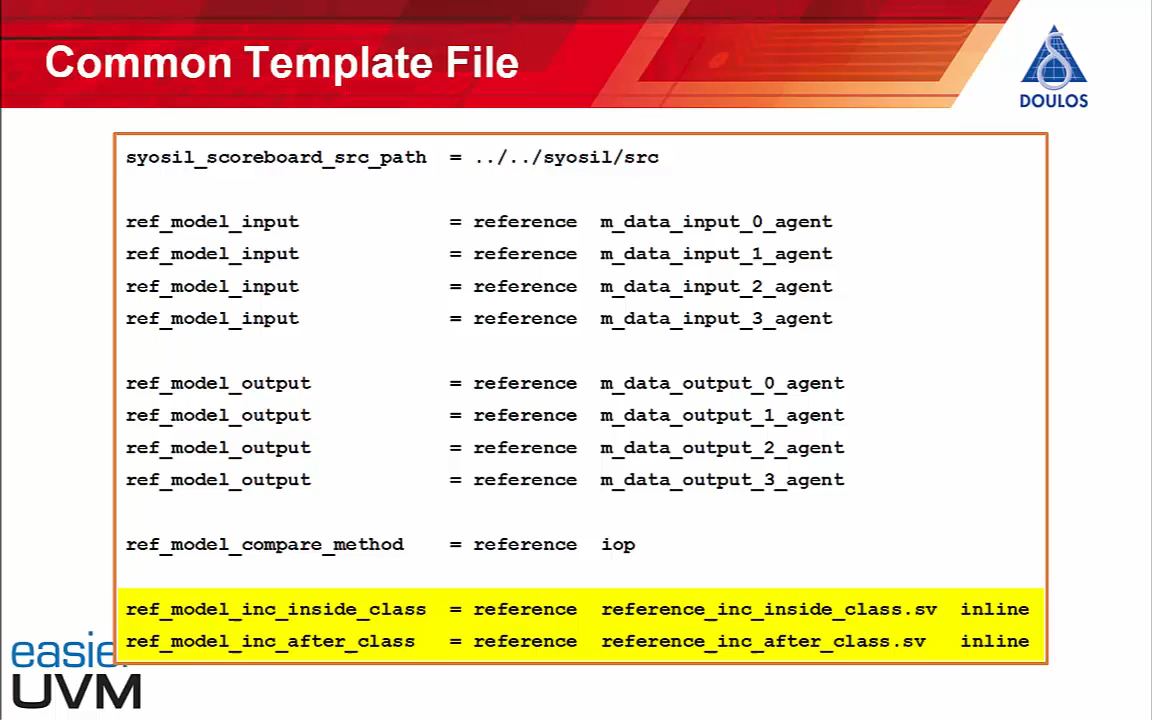 Common Template File
DOULOS
syosil_scoreboard_src_path = ../../syosil/src
ref_model_input = reference m_data_input_0_agent
ref_model_input = reference m_data_input_1_agent
ref_model_input = reference m_data_input_2_agent
ref_model_input = reference m_data_input_3_agent
ref_model_output = reference m_data_output_0_agent
ref_model_output = reference m_data_output_1_agent
ref_model_output = reference m_data_output_2_agent
ref_model_output = reference m_data_output_3_agent
ref_model_compare_method = reference iop
ref_model_inc_inside_class = reference reference_inc_inside_class.sv inline
ref_model_inc_after_class = reference reference_inc_after_class.sv inline
easie
UVM